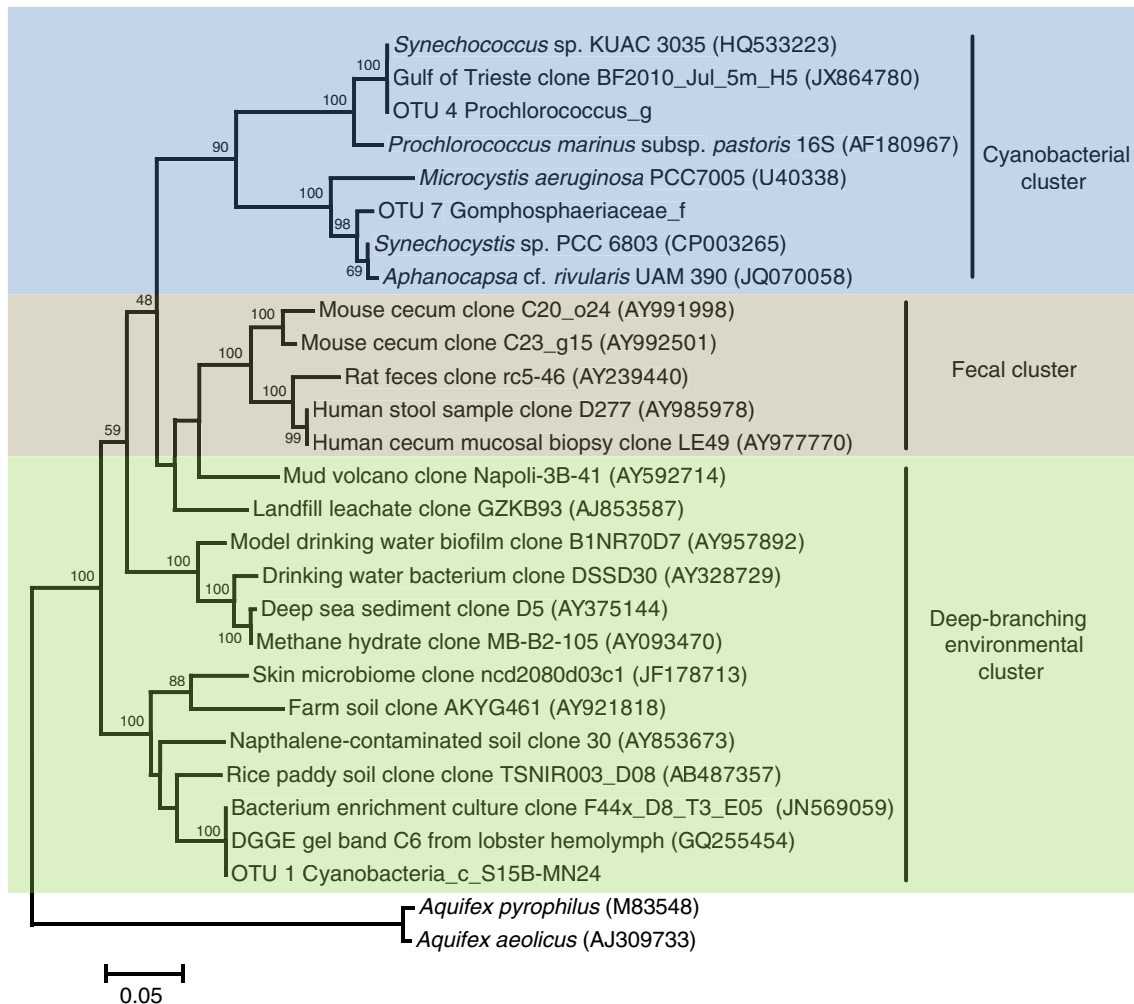 100
Synechococcus sp. KUAC 3035 (HQ533223)
Gulf of Trieste clone BF2010_Jul_5m_H5 (JX864780)
100
OTU 4 Prochlorococcus_g
Prochlorococcus marinus subsp. pastoris 16S (AF180967)
90
Cyanobacterial
cluster
Microcystis aeruginosa PCC7005 (U40338)
100
OTU 7 Gomphosphaeriaceae_f
98
Synechocystis sp. PCC 6803 (CP003265)
69
Aphanocapsa cf. rivularis UAM 390 (JQ070058)
48
Mouse cecum clone C20_o24 (AY991998)
100
Mouse cecum clone C23_g15 (AY992501)
100
Fecal cluster
Rat feces clone rc5-46 (AY239440)
100
Human stool sample clone D277 (AY985978)
99
Human cecum mucosal biopsy clone LE49 (AY977770)
59
Mud volcano clone Napoli-3B-41 (AY592714)
Landfill leachate clone GZKB93 (AJ853587)
Model drinking water biofilm clone B1NR70D7 (AY957892)
100
Drinking water bacterium clone DSSD30 (AY328729)
100
100
Deep sea sediment clone D5 (AY375144)
100
Methane hydrate clone MB-B2-105 (AY093470)
Deep-branching
environmental
cluster
Skin microbiome clone ncd2080d03c1 (JF178713)
88
Farm soil clone AKYG461 (AY921818)
100
Napthalene-contaminated soil clone 30 (AY853673)
Rice paddy soil clone clone TSNIR003_D08 (AB487357)
Bacterium enrichment culture clone F44x_D8_T3_E05 (JN569059)
100
DGGE gel band C6 from lobster hemolymph (GQ255454)
OTU 1 Cyanobacteria_c_S15B-MN24
Aquifex pyrophilus (M83548)
Aquifex aeolicus (AJ309733)
0.05